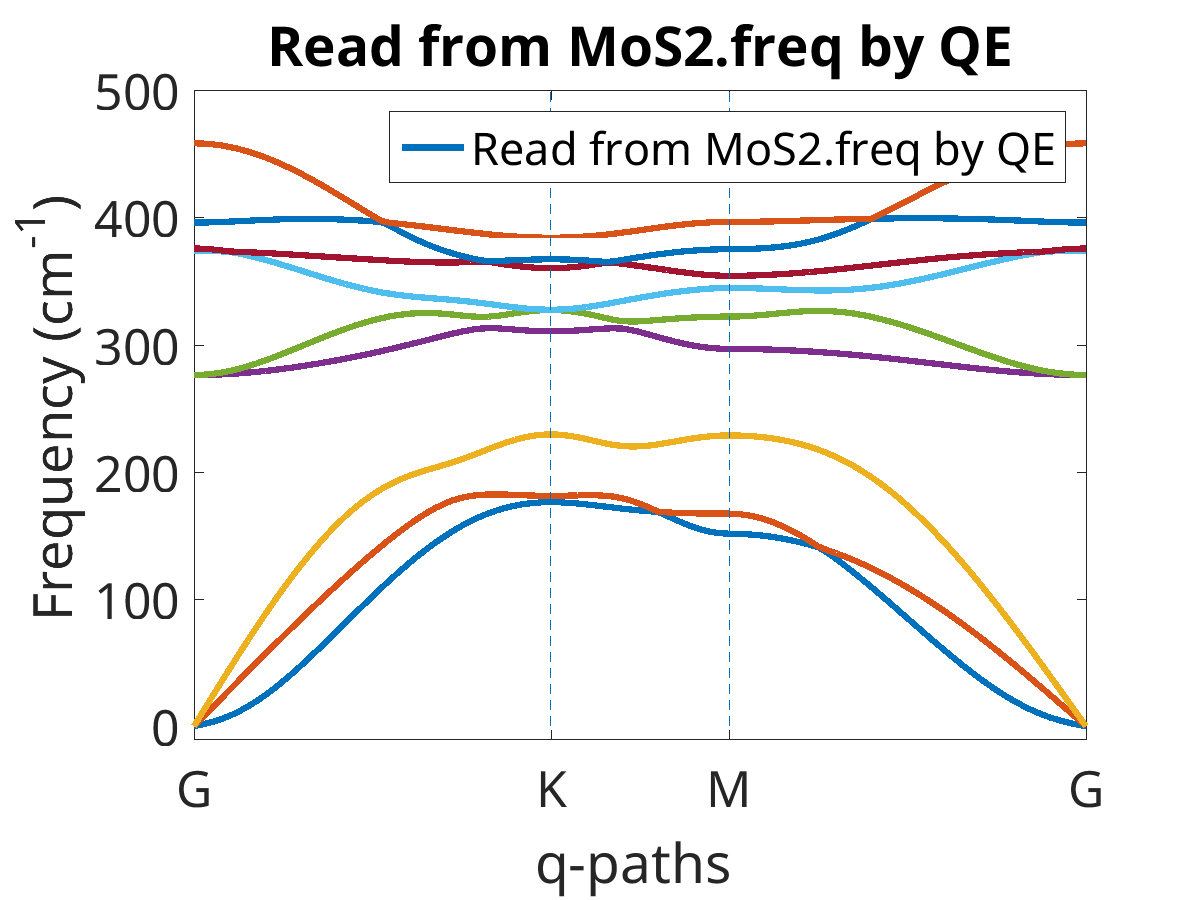 Read from MoS2.freq by QE
Read from MoS2.freq by QE
Frequency (cm⁻¹)
500
400
300
200
100
0
G K M G
q-paths